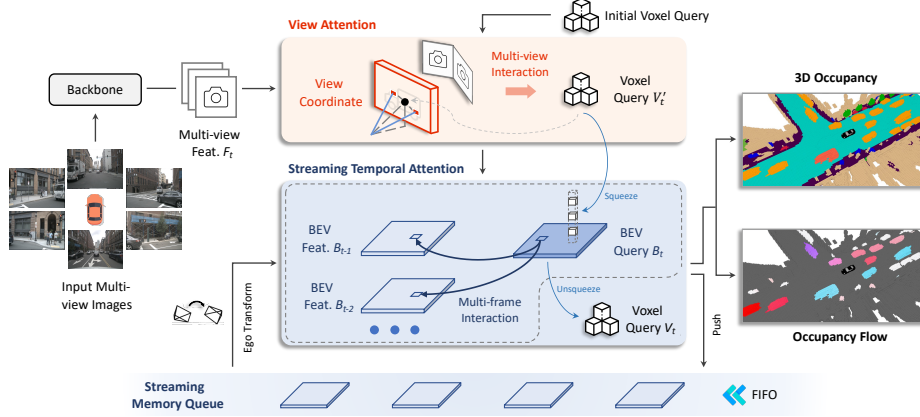 View Attention
Initial Voxel Query
Backbone
Multi-view
Feat. Fₜ
View
Coordinate
Multi-view
Interaction
Voxel
Query Vₜ′
3D Occupancy
Streaming Temporal Attention
Squeeze
BEV
Feat. Bₜ₋₁
BEV
Query Bₜ
BEV
Feat. Bₜ₋₂
Multi-frame
Interaction
Unsqueeze
Voxel
Query Vₜ
Input Multi-
view Images
Ego Transform
Push
Occupancy Flow
Streaming
Memory Queue
FIFO